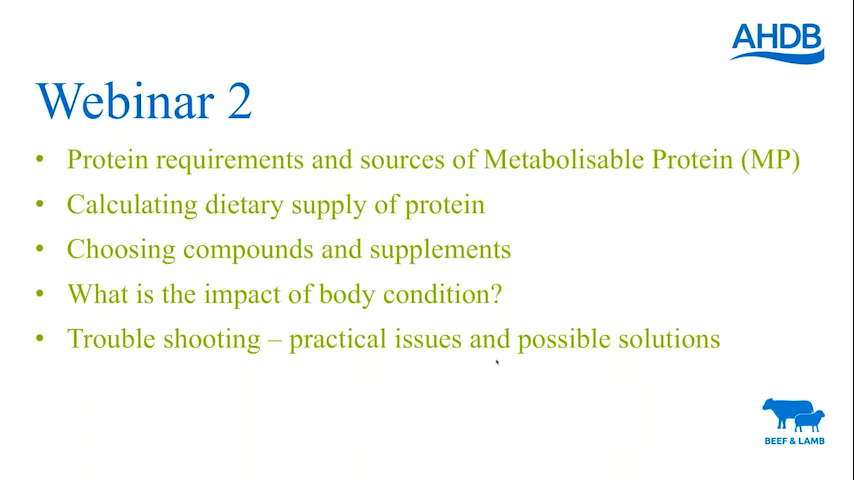 AHDB
Webinar 2
• Protein requirements and sources of Metabolisable Protein (MP)
• Calculating dietary supply of protein
• Choosing compounds and supplements
• What is the impact of body condition?
• Trouble shooting – practical issues and possible solutions
BEEF & LAMB